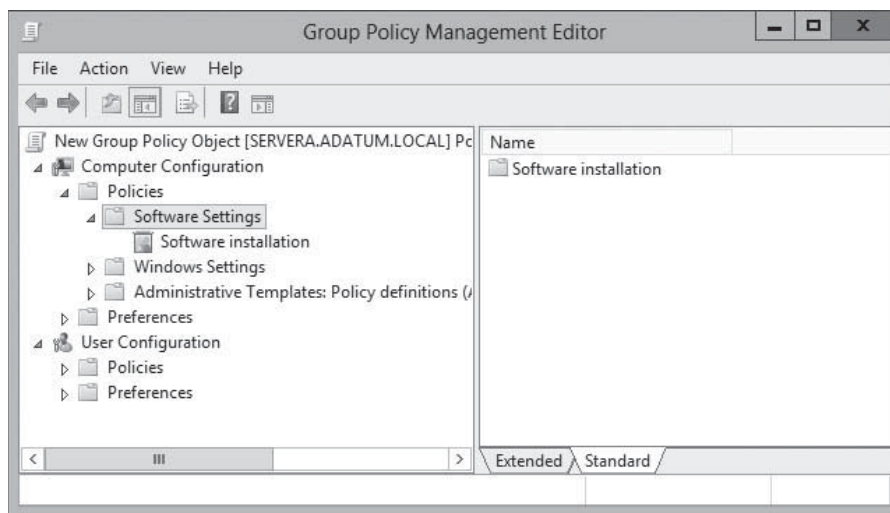 Group Policy Management Editor
File Action View Help
New Group Policy Object [SERVERA.ADATUM.LOCAL] Pc
Computer Configuration
Policies
Software Settings
Software installation
Windows Settings
Administrative Templates: Policy definitions (
Preferences
User Configuration
Policies
Preferences
Name
Software installation
Extended Standard